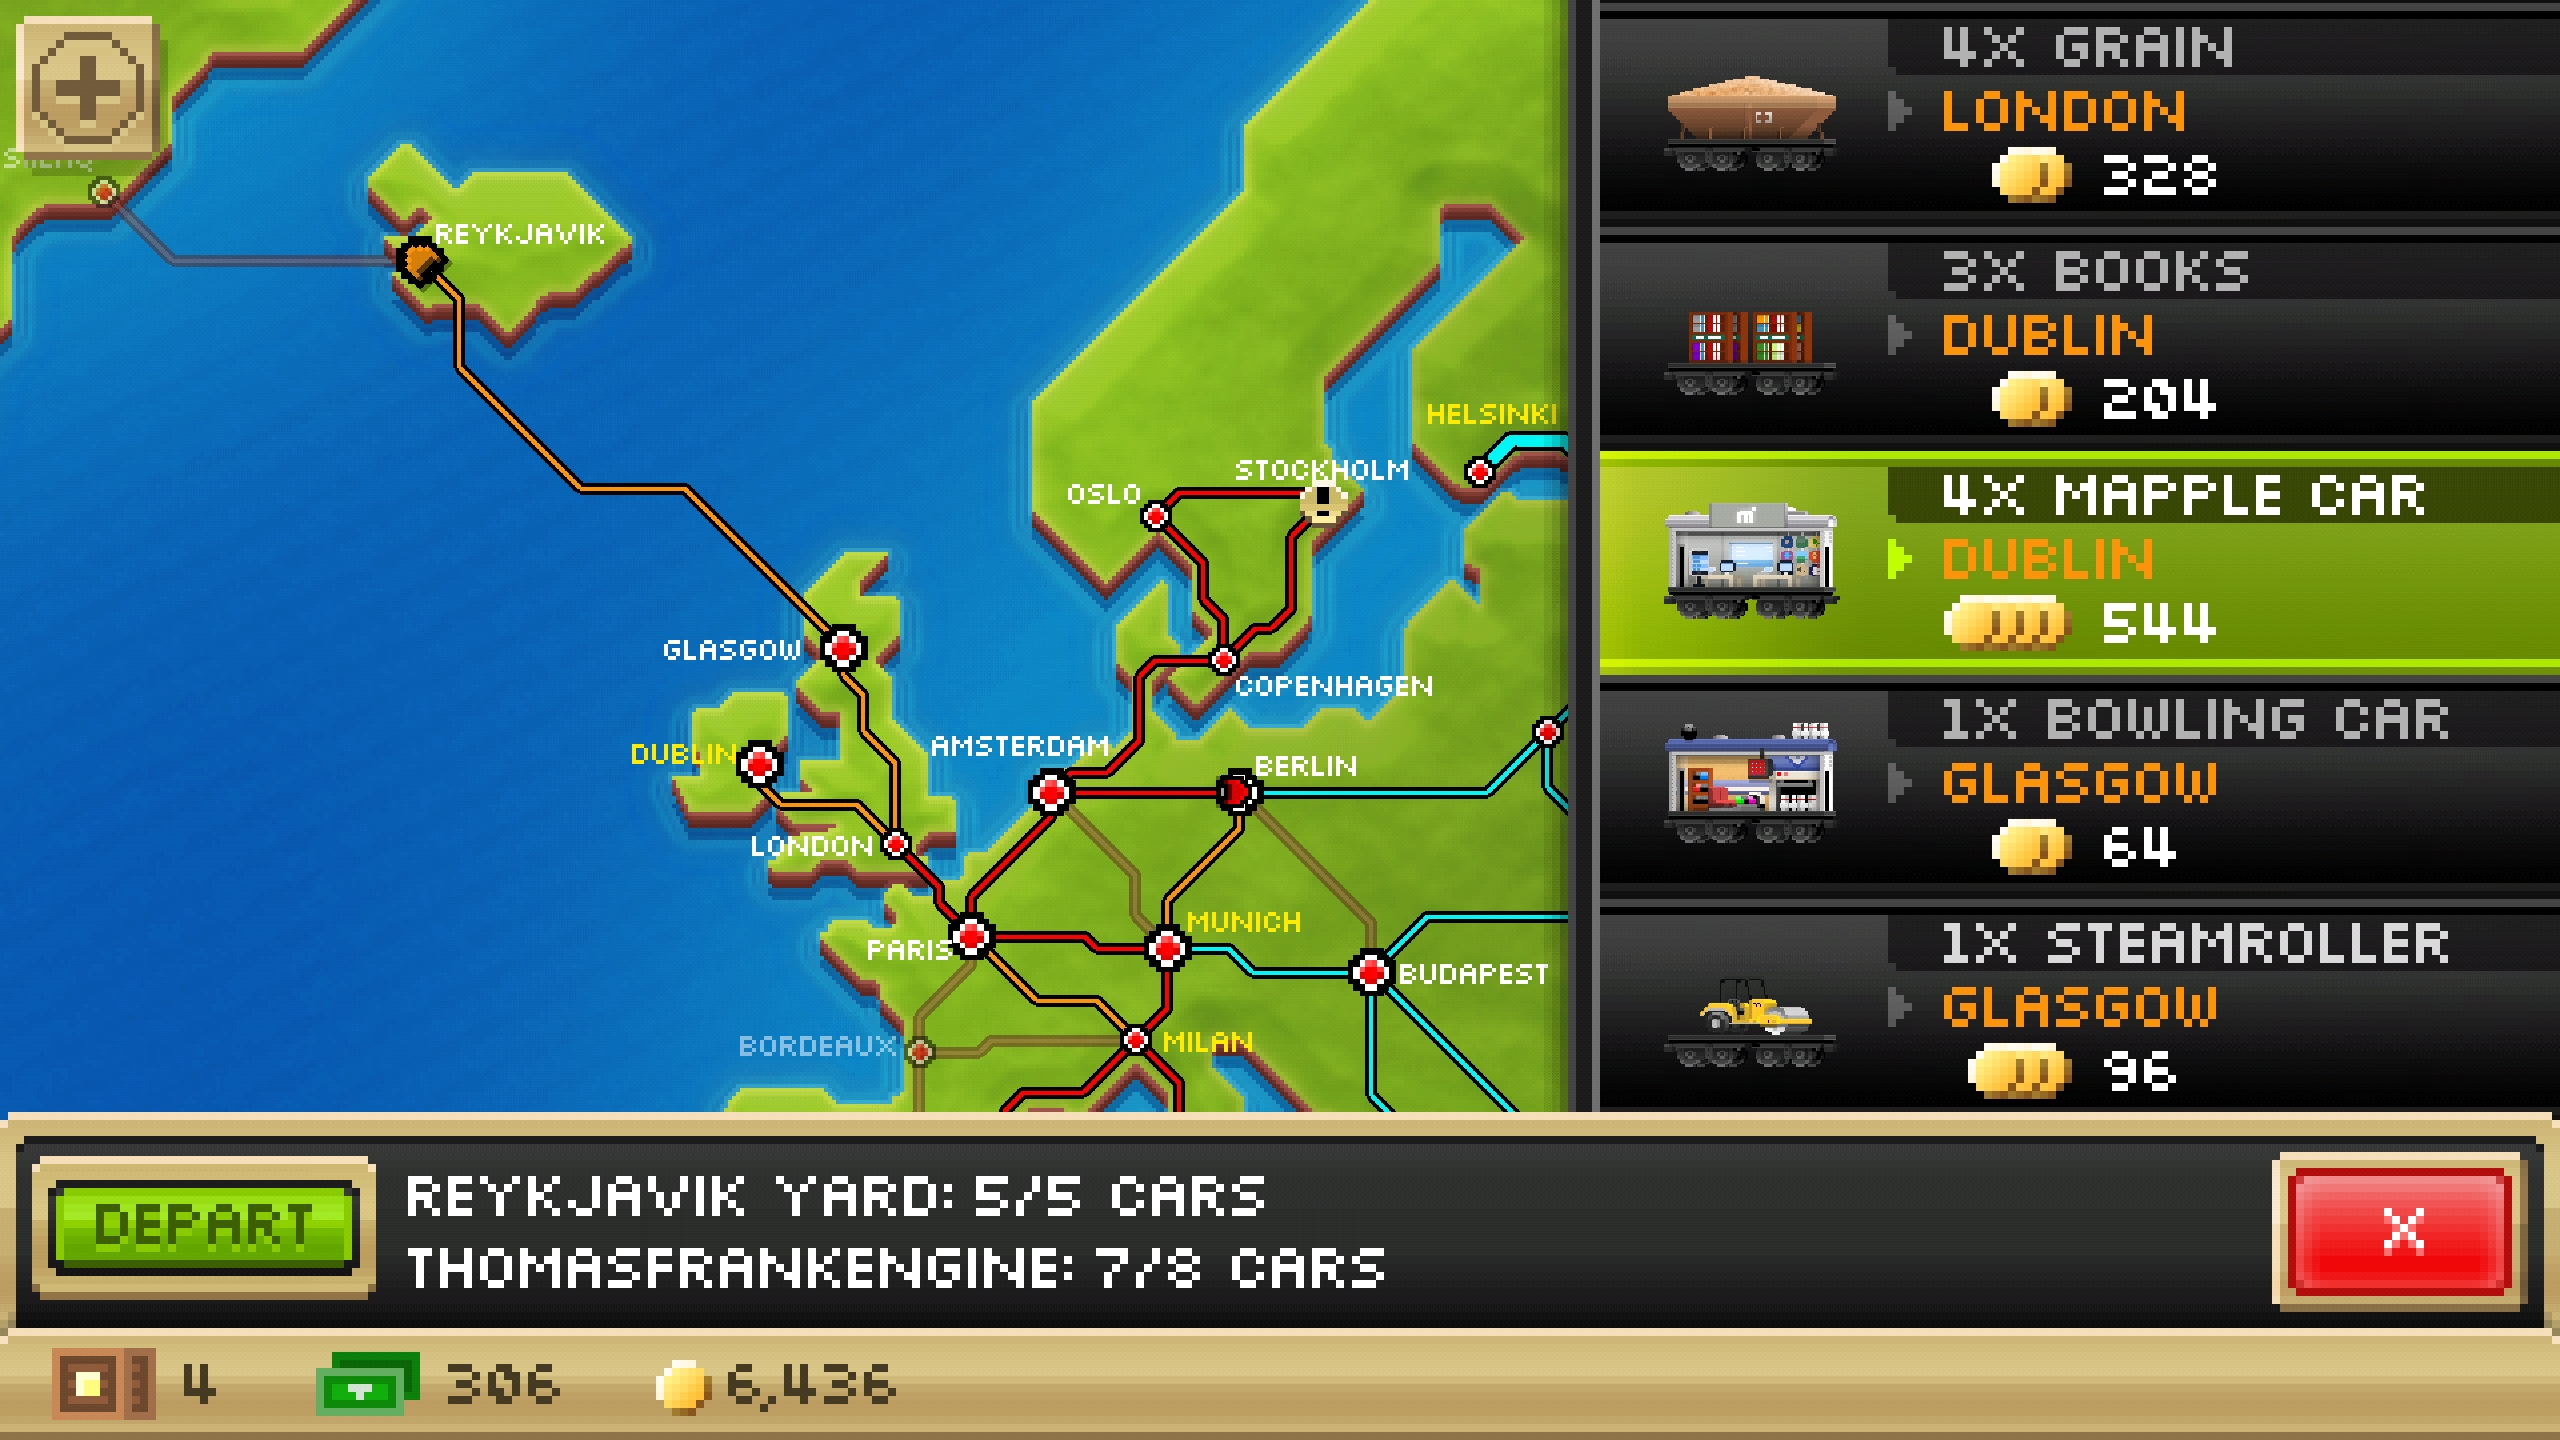 REYKJAVIK
HELSINKI
STOCKHOLM
OSLO
GLASGOW
COPENHAGEN
AMSTERDAM
DUBLIN
BERLIN
LONDON
MUNICH
PARIS
BUDAPEST
BORDEAUX
MILAN
4X GRAIN
LONDON
328
3X BOOKS
DUBLIN
204
4X MAPPLE CAR
m
DUBLIN
544
1X BOWLING CAR
GLASGOW
64
1X STEAMROLLER
GLASGOW
96
DEPART
REYKJAVIK YARD: 5/5 CARS
THOMASFRANKENGINE: 7/8 CARS
X
4
306
6,436